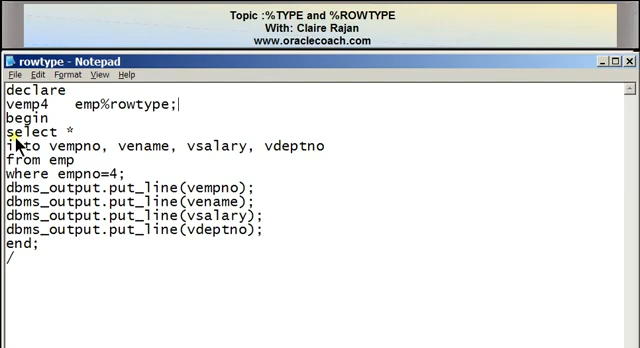 Topic :%TYPE and %ROWTYPE
With: Claire Rajan
www.oraclecoach.com
rowtype - Notepad
File Edit Format View Help
declare
vemp4 emp%rowtype;
begin
select *
into vempno, vename, vsalary, vdeptno
from emp
where empno=4;
dbms_output.put_line(vempno);
dbms_output.put_line(vename);
dbms_output.put_line(vsalary);
dbms_output.put_line(vdeptno);
end;
/